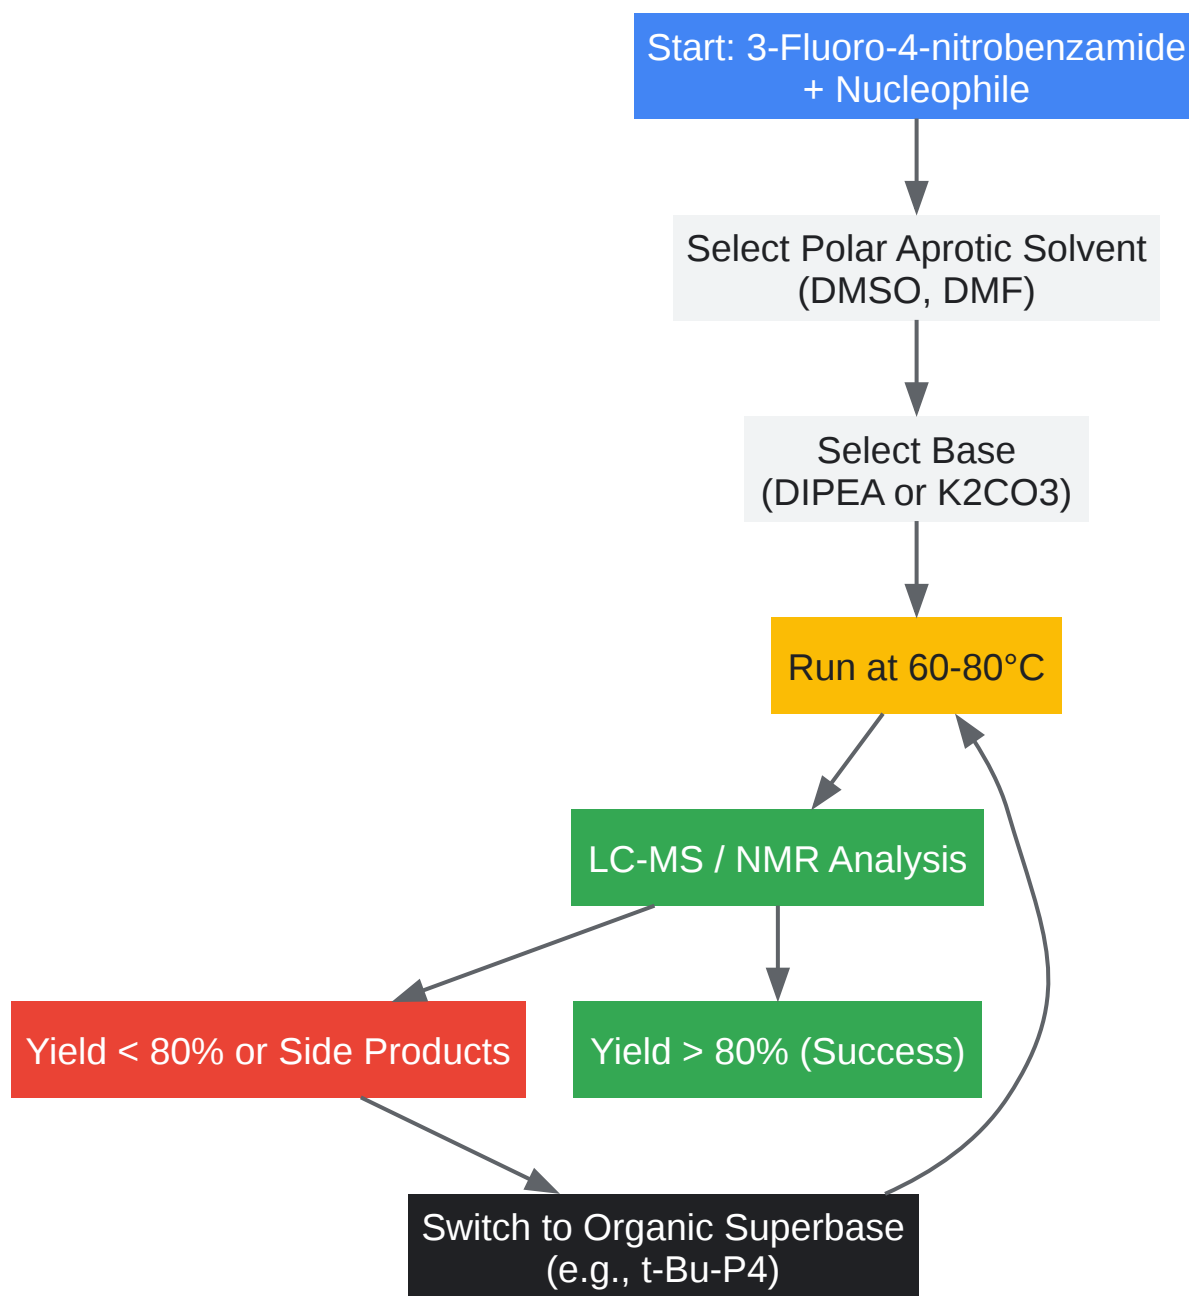 Start: 3-Fluoro-4-nitrobenzamide
+ Nucleophile
Select Polar Aprotic Solvent
(DMSO, DMF)
Select Base
(DIPEA or K2CO3)
Run at 60-80°C
LC-MS / NMR Analysis
Yield < 80% or Side Products
Yield > 80% (Success)
Switch to Organic Superbase
(e.g., t-Bu-P4)